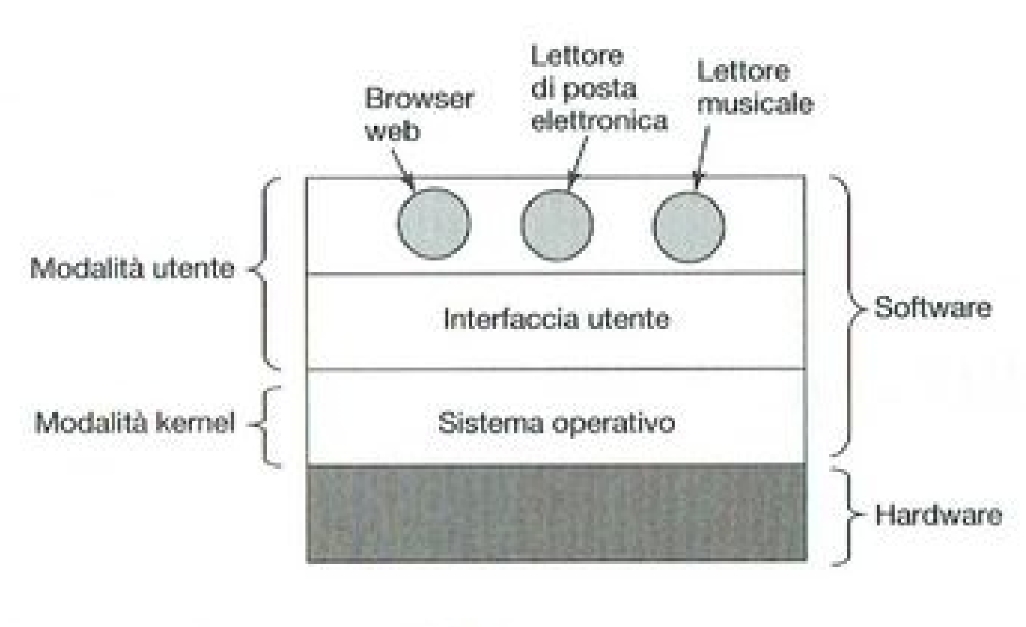 Browser
web
Lettore
di posta
elettronica
Lettore
musicale
Modalità utente
Interfaccia utente
Software
Modalità kernel
Sistema operativo
Hardware